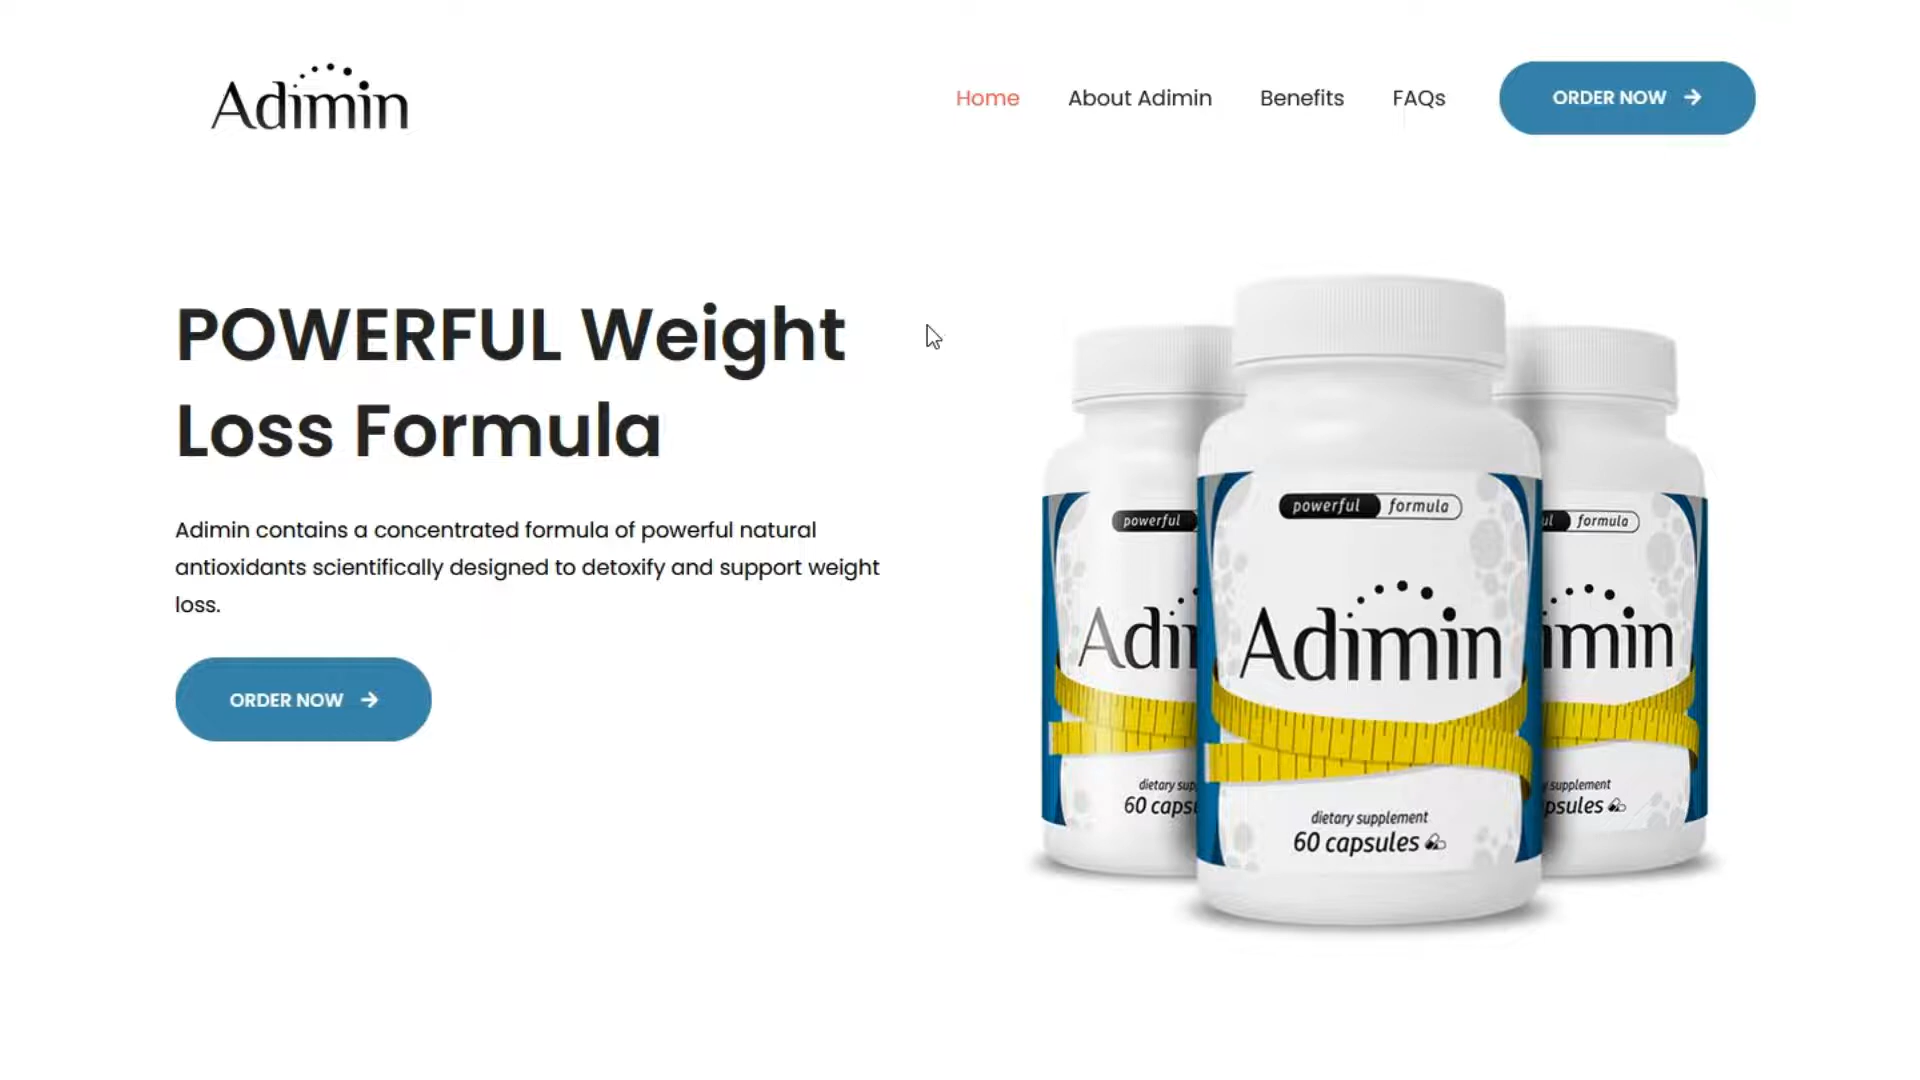 Adimin
Home
About Adimin
Benefits
FAQs
ORDER NOW
POWERFUL Weight
Loss Formula
Adimin contains a concentrated formula of powerful natural
antioxidants scientifically designed to detoxify and support weight
loss.
ORDER NOW
powerful
Adi
dietary sup
60 caps
powerful formula
Adimin
dietary supplement
60 capsules
ul formula
imin
y supplement
psules